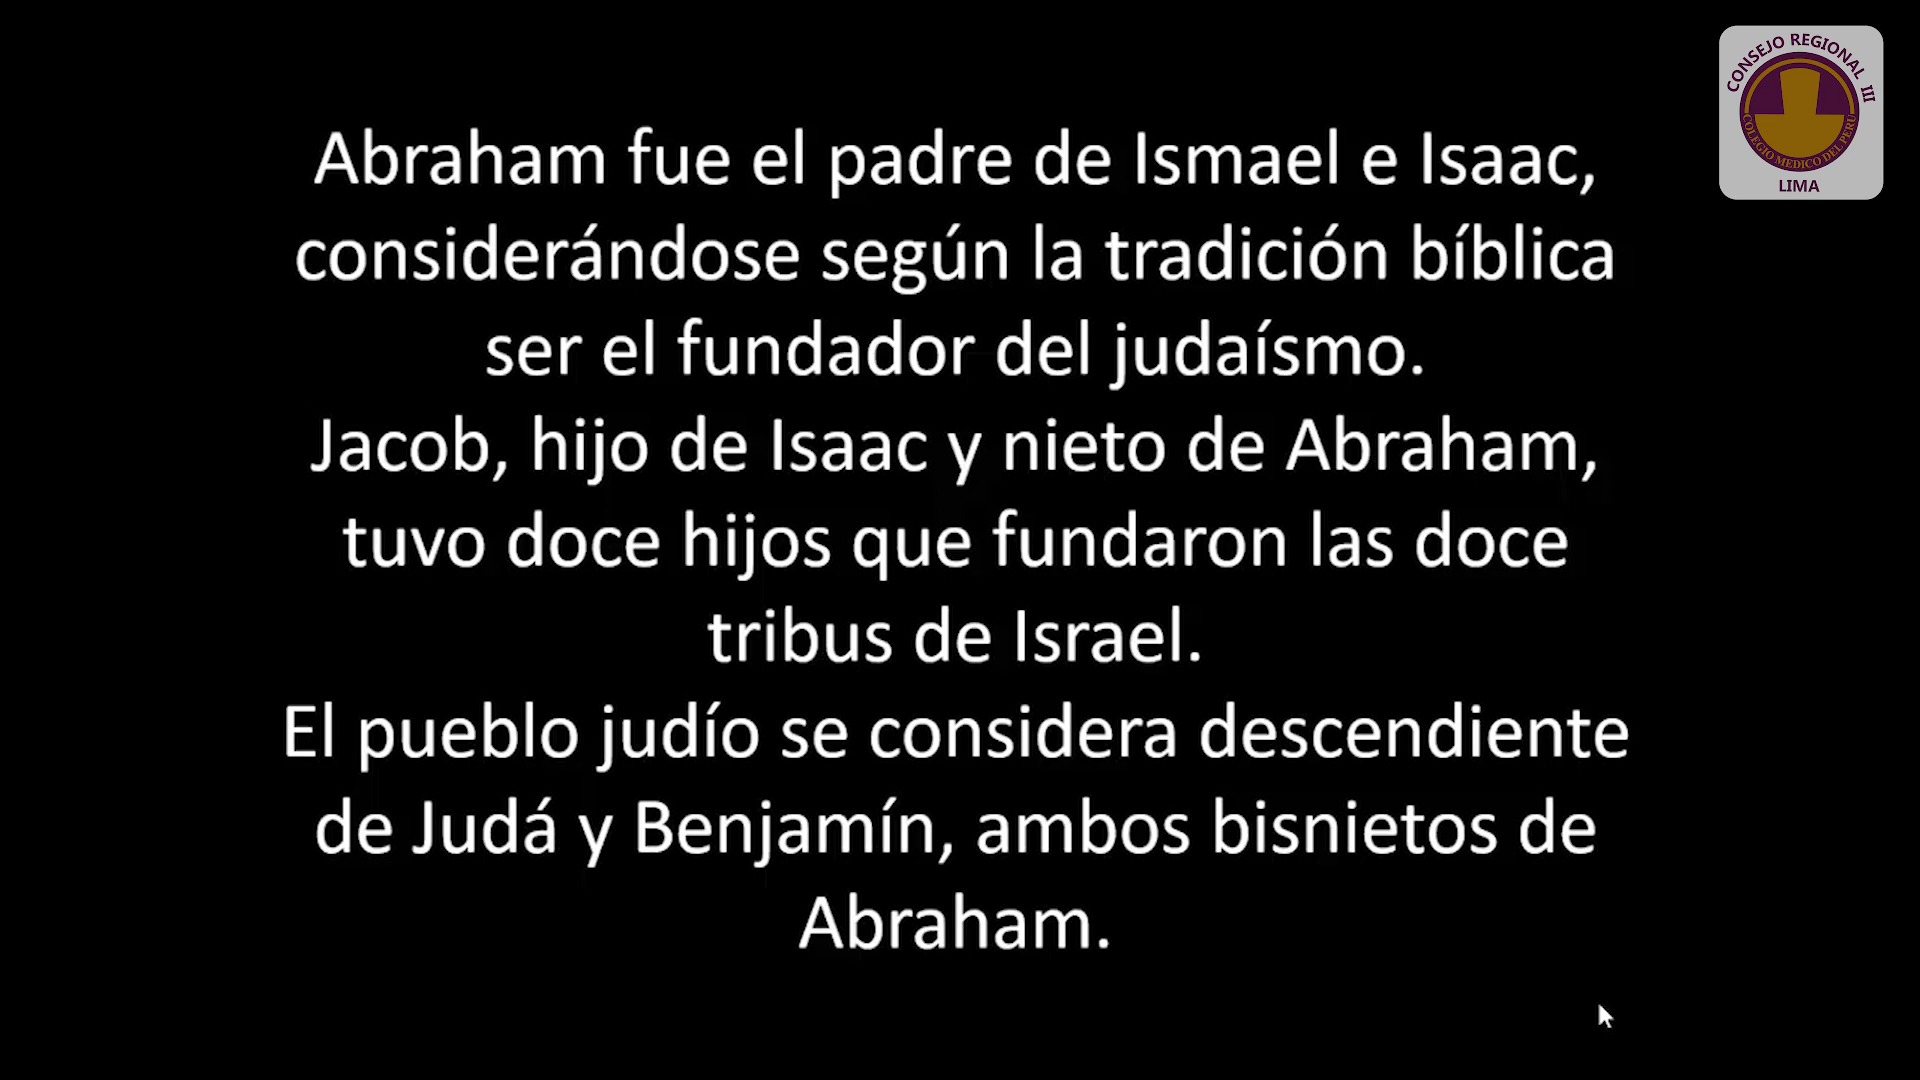 CONSEJO REGIONAL III
COLEGIO MEDICO DEL PERU
LIMA
Abraham fue el padre de Ismael e Isaac,
considerándose según la tradición bíblica
ser el fundador del judaísmo.
Jacob, hijo de Isaac y nieto de Abraham,
tuvo doce hijos que fundaron las doce
tribus de Israel.
El pueblo judío se considera descendiente
de Judá y Benjamín, ambos bisnietos de
Abraham.